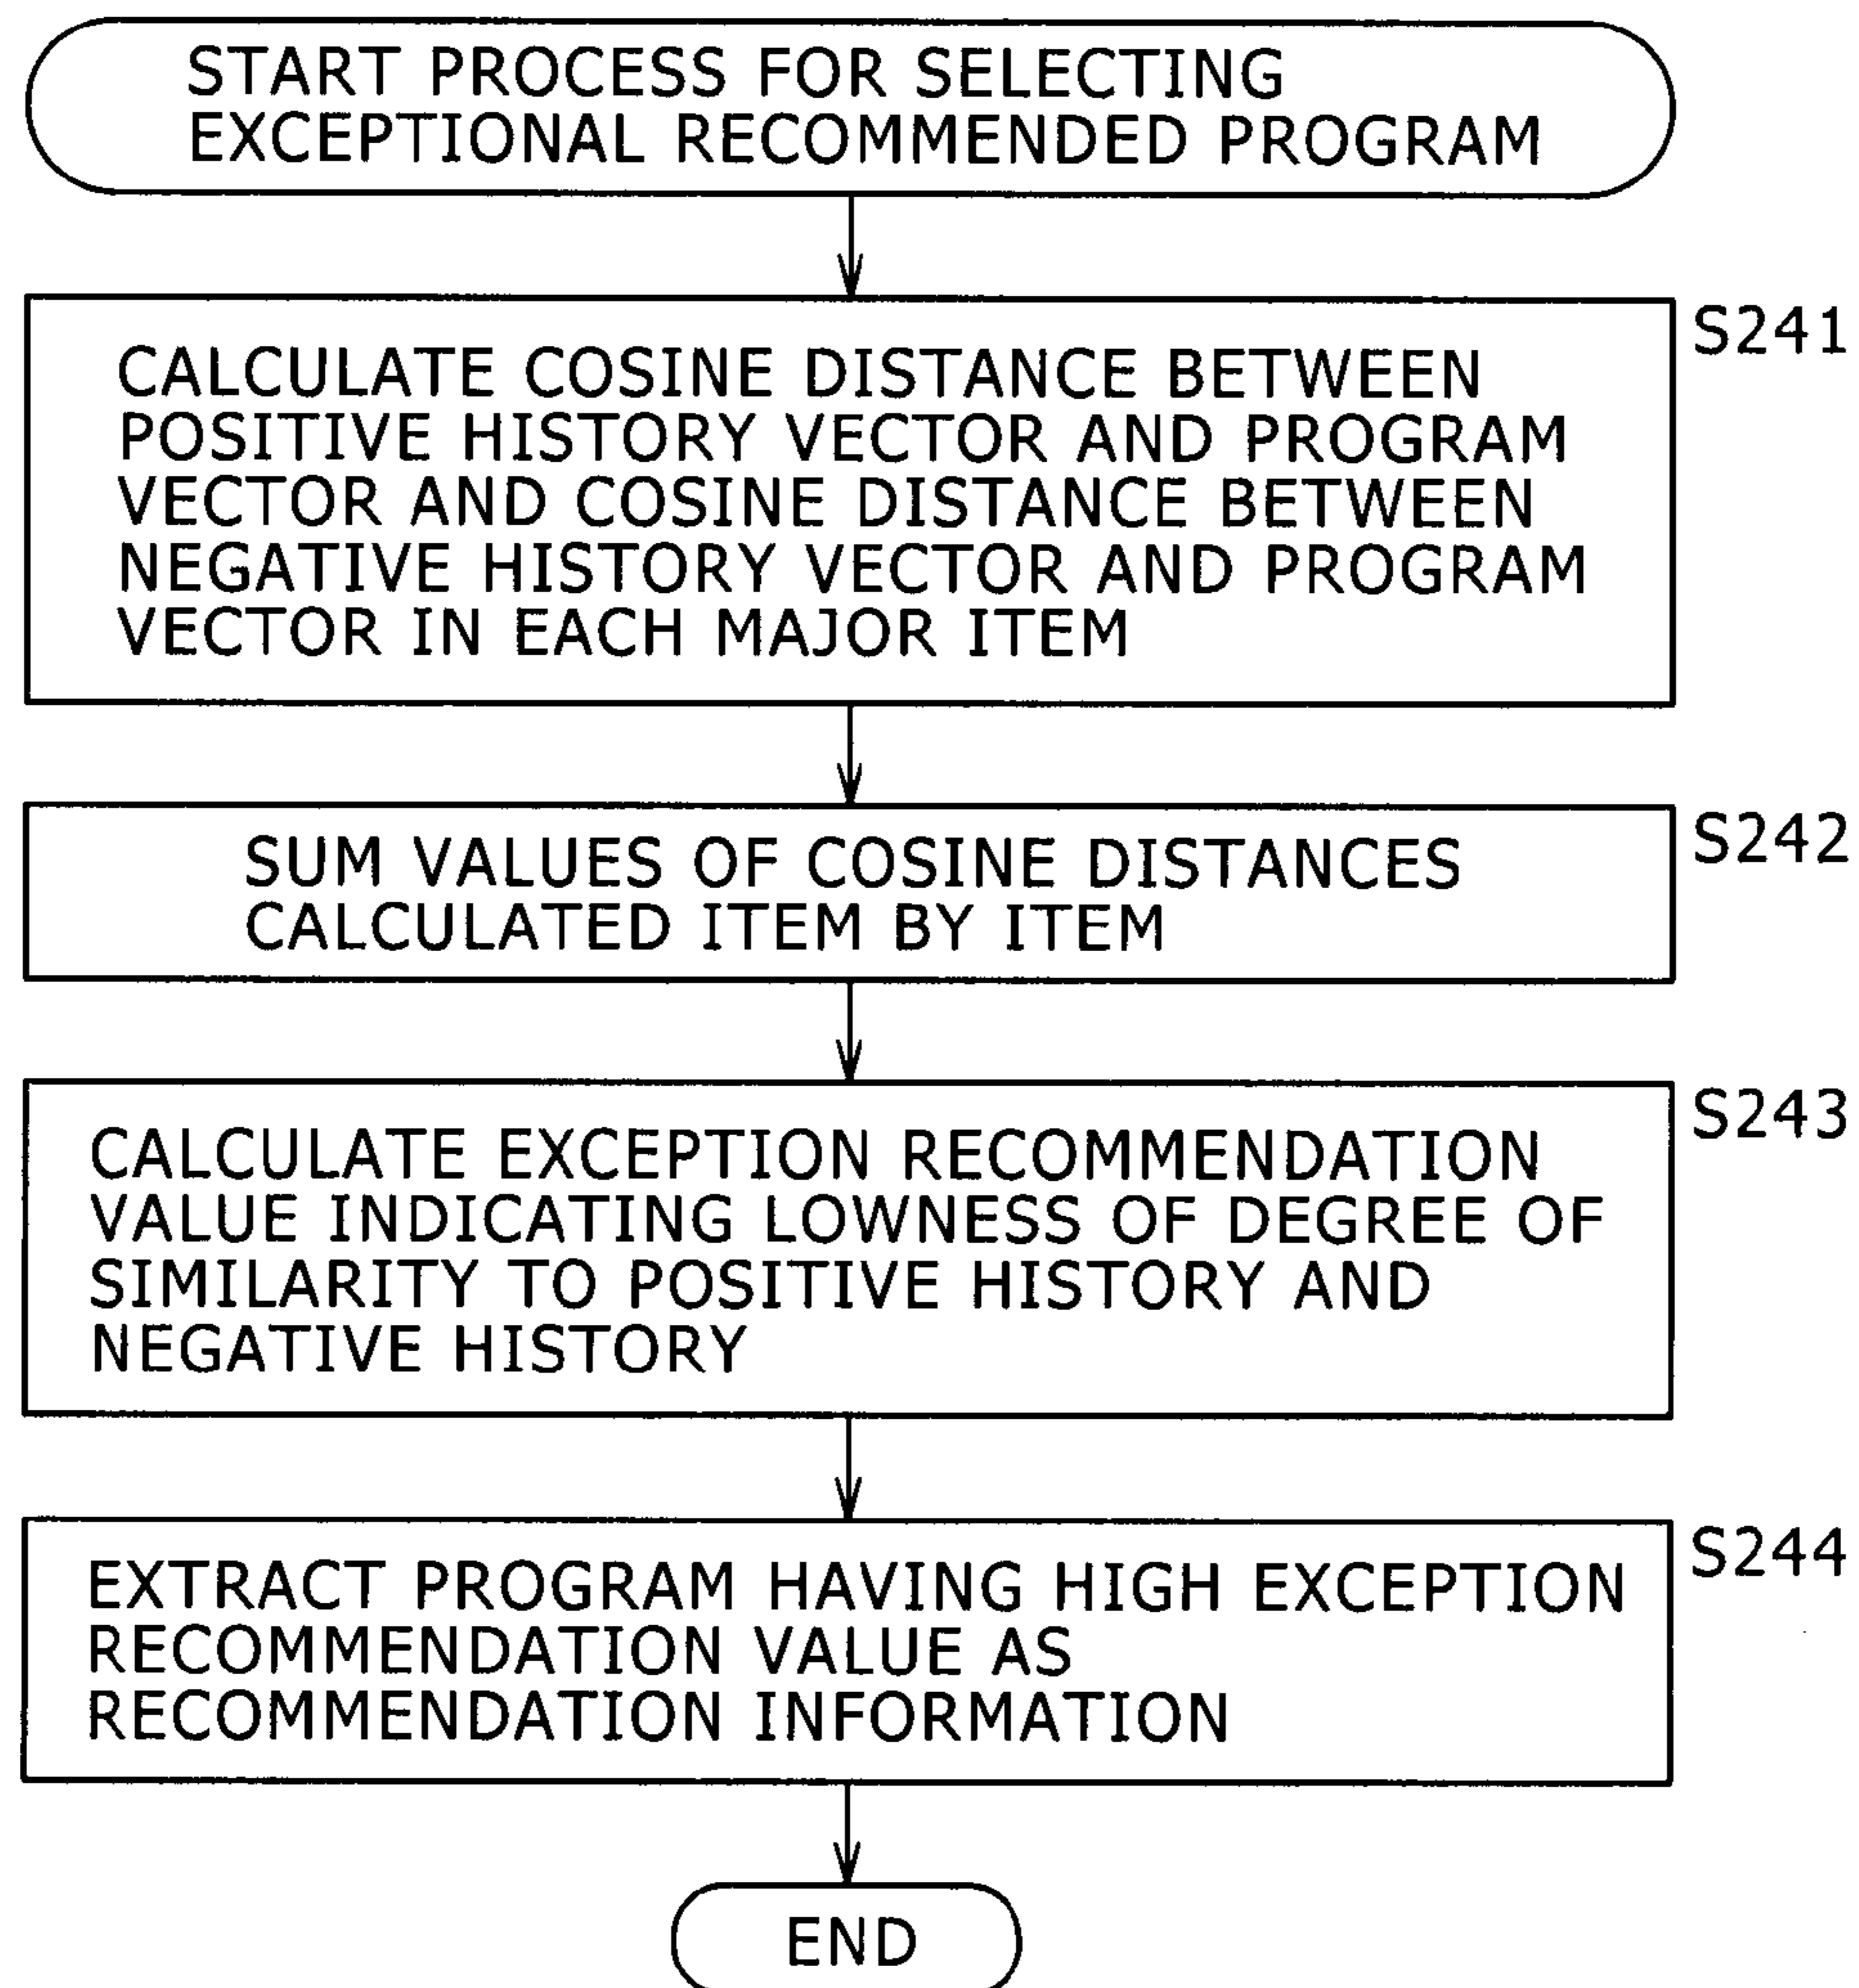 START PROCESS FOR SELECTING
EXCEPTIONAL RECOMMENDED PROGRAM
S241
CALCULATE COSINE DISTANCE BETWEEN
POSITIVE HISTORY VECTOR AND PROGRAM
VECTOR AND COSINE DISTANCE BETWEEN
NEGATIVE HISTORY VECTOR AND PROGRAM
VECTOR IN EACH MAJOR ITEM
S242
SUM VALUES OF COSINE DISTANCES
CALCULATED ITEM BY ITEM
S243
CALCULATE EXCEPTION RECOMMENDATION
VALUE INDICATING LOWNESS OF DEGREE OF
SIMILARITY TO POSITIVE HISTORY AND
NEGATIVE HISTORY
S244
EXTRACT PROGRAM HAVING HIGH EXCEPTION
RECOMMENDATION VALUE AS
RECOMMENDATION INFORMATION
END